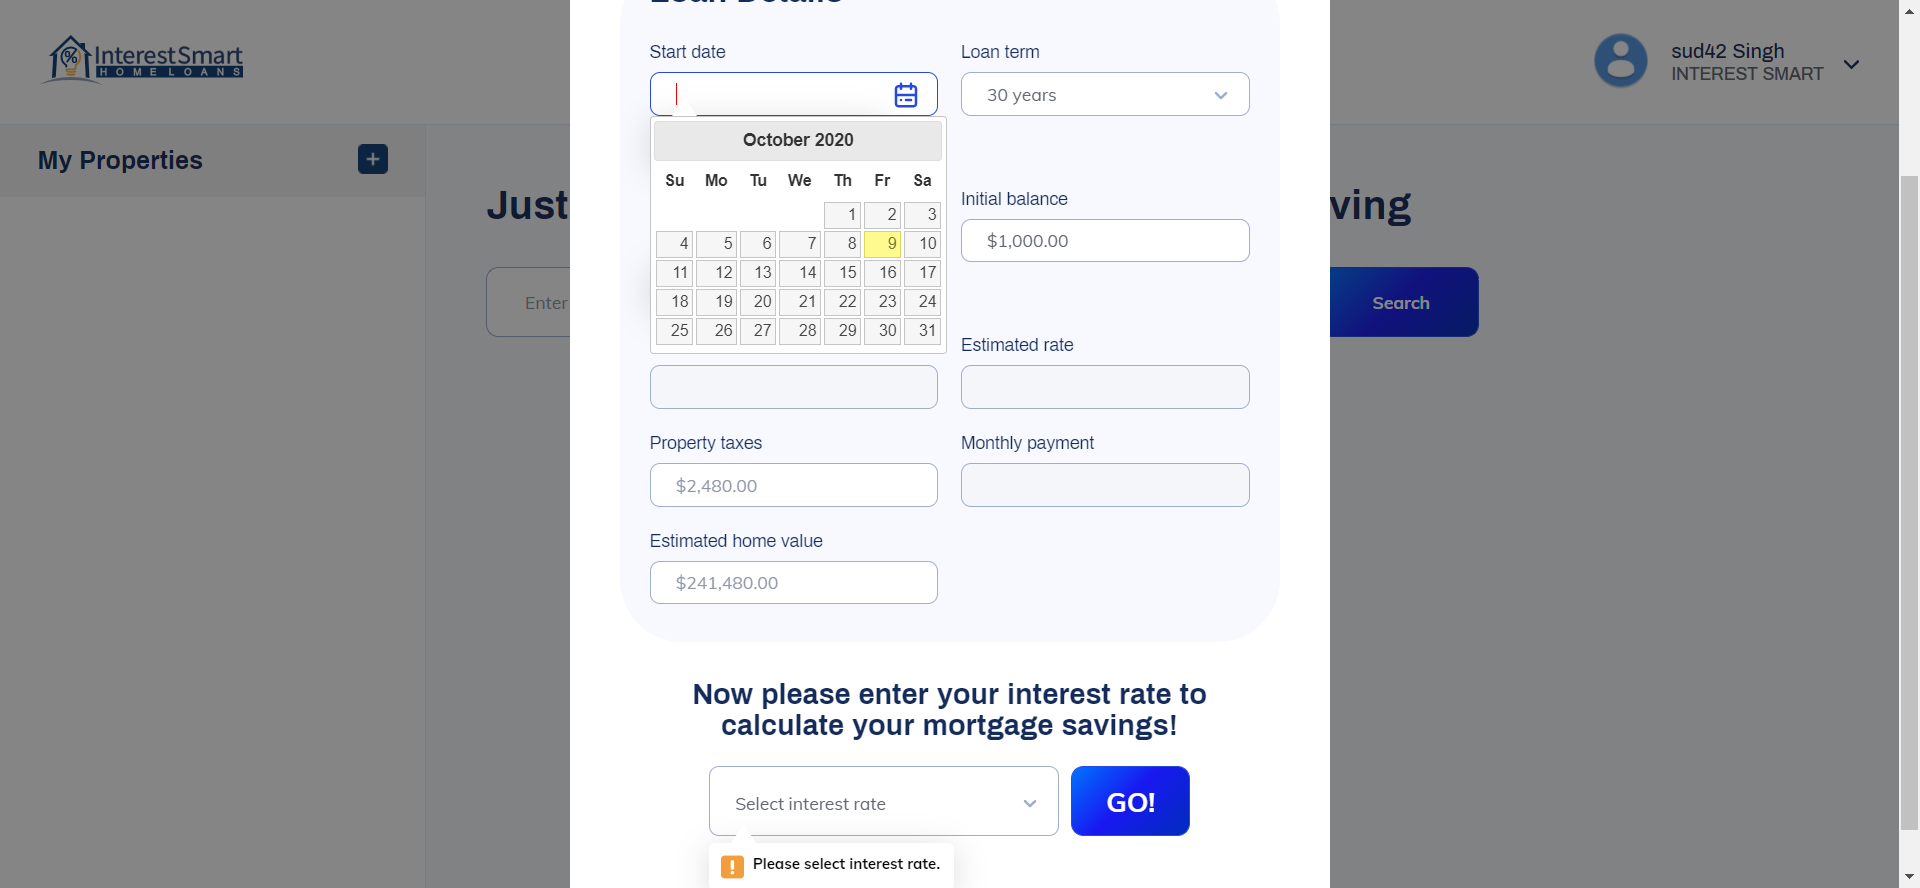 Loan Details
InterestSmart
HOME LOANS
sud42 Singh
INTEREST SMART
My Properties
Just
ving
Enter
Search
Start date
Loan term
30 years
October 2020
Su Mo Tu We Th Fr Sa
1 2 3
4 5 6 7 8 9 10
11 12 13 14 15 16 17
18 19 20 21 22 23 24
25 26 27 28 29 30 31
Initial balance
$1,000.00
Estimated rate
Property taxes
$2,480.00
Monthly payment
Estimated home value
$241,480.00
Now please enter your interest rate to
calculate your mortgage savings!
Select interest rate
GO!
Please select interest rate.